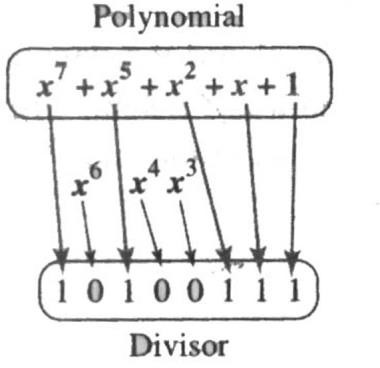 Polynomial
x⁷ + x⁵ + x² + x + 1
x⁶ x⁴ x³
1 0 1 0 0 1 1 1
Divisor